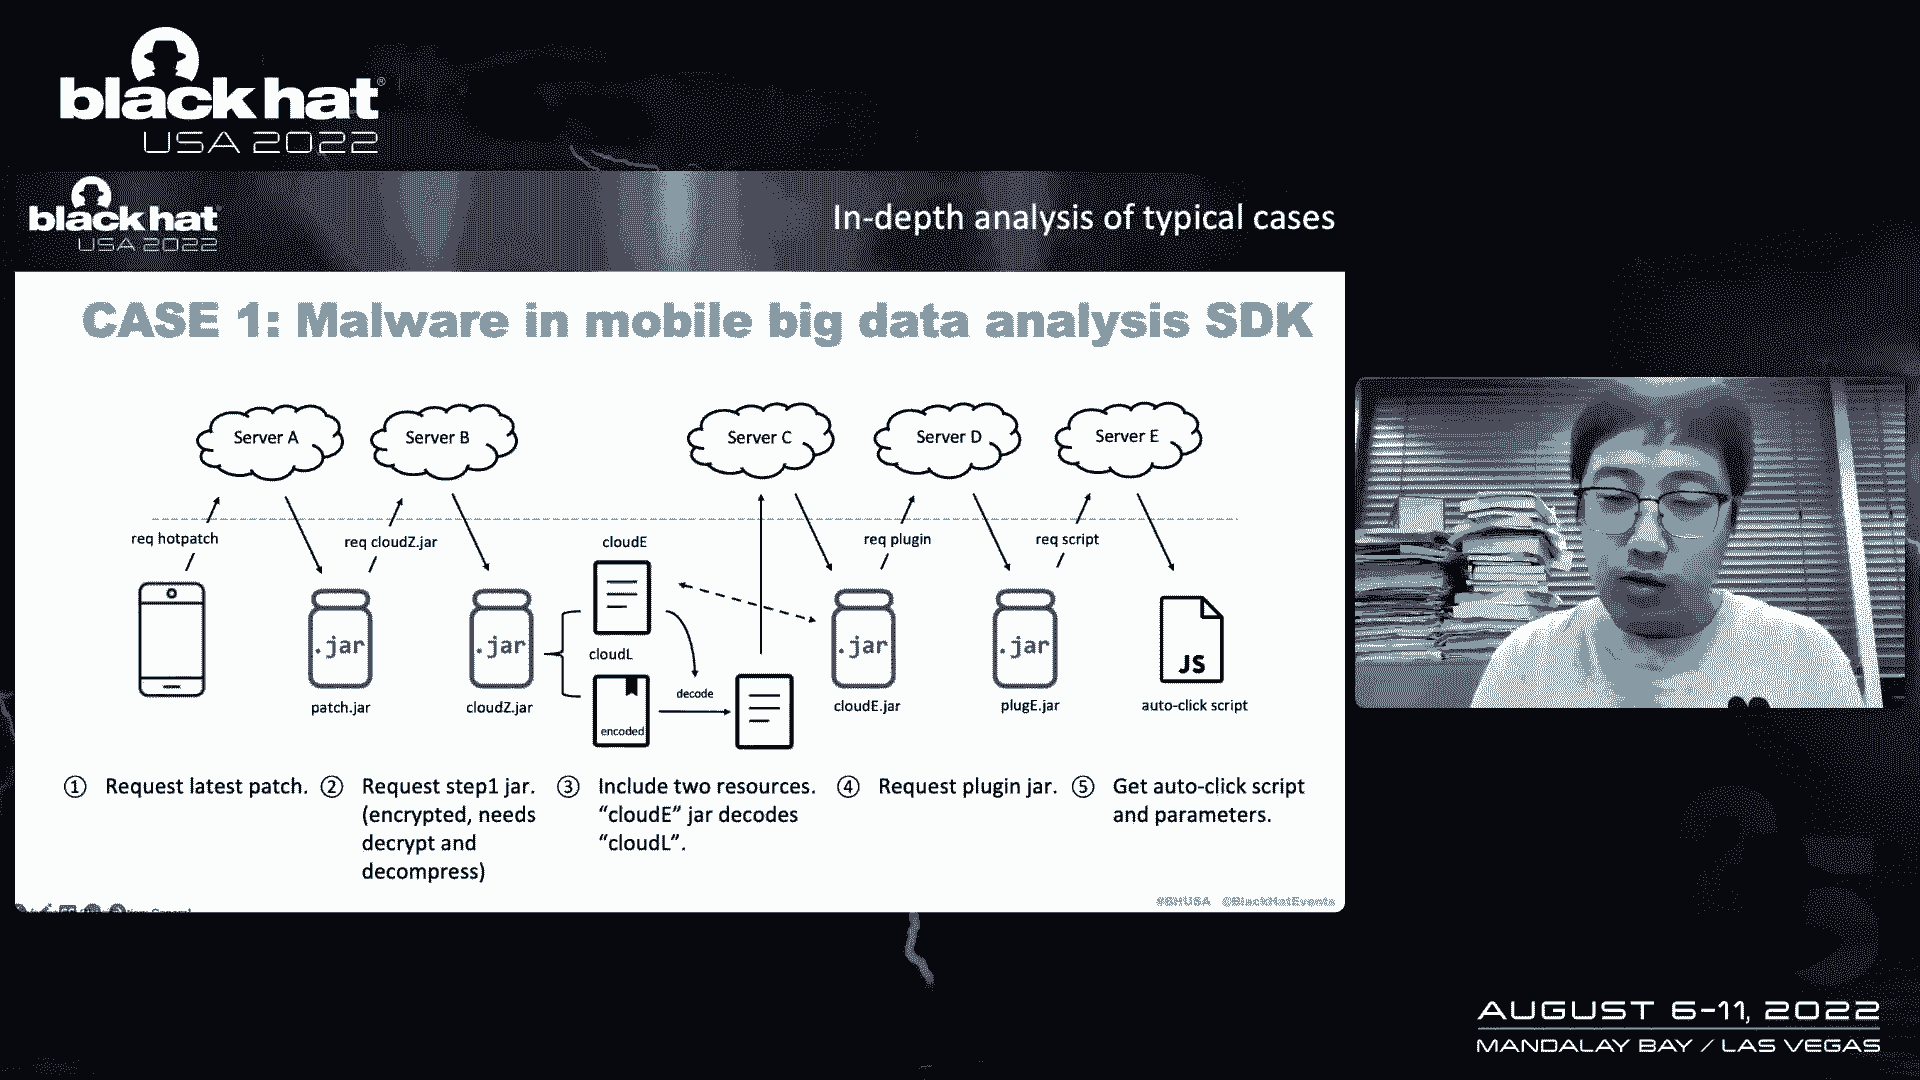 black hat
USA 2022
black hat
USA 2022
In-depth analysis of typical cases
CASE 1: Malware in mobile big data analysis SDK
Server A
Server B
Server C
Server D
Server E
req hotpatch
req cloudZ.jar
cloudE
req plugin
req script
.jar
.jar
cloudL
.jar
.jar
JS
encoded
decode
patch.jar
cloudZ.jar
cloudE.jar
plugE.jar
auto-click script
① Request latest patch.
② Request step1 jar.
(encrypted, needs
decrypt and
decompress)
③ Include two resources.
“cloudE” jar decodes
“cloudL”.
④ Request plugin jar.
⑤ Get auto-click script
and parameters.
#BHUSA @BlackHatEvents
AUGUST 6-11, 2022
MANDALAY BAY / LAS VEGAS